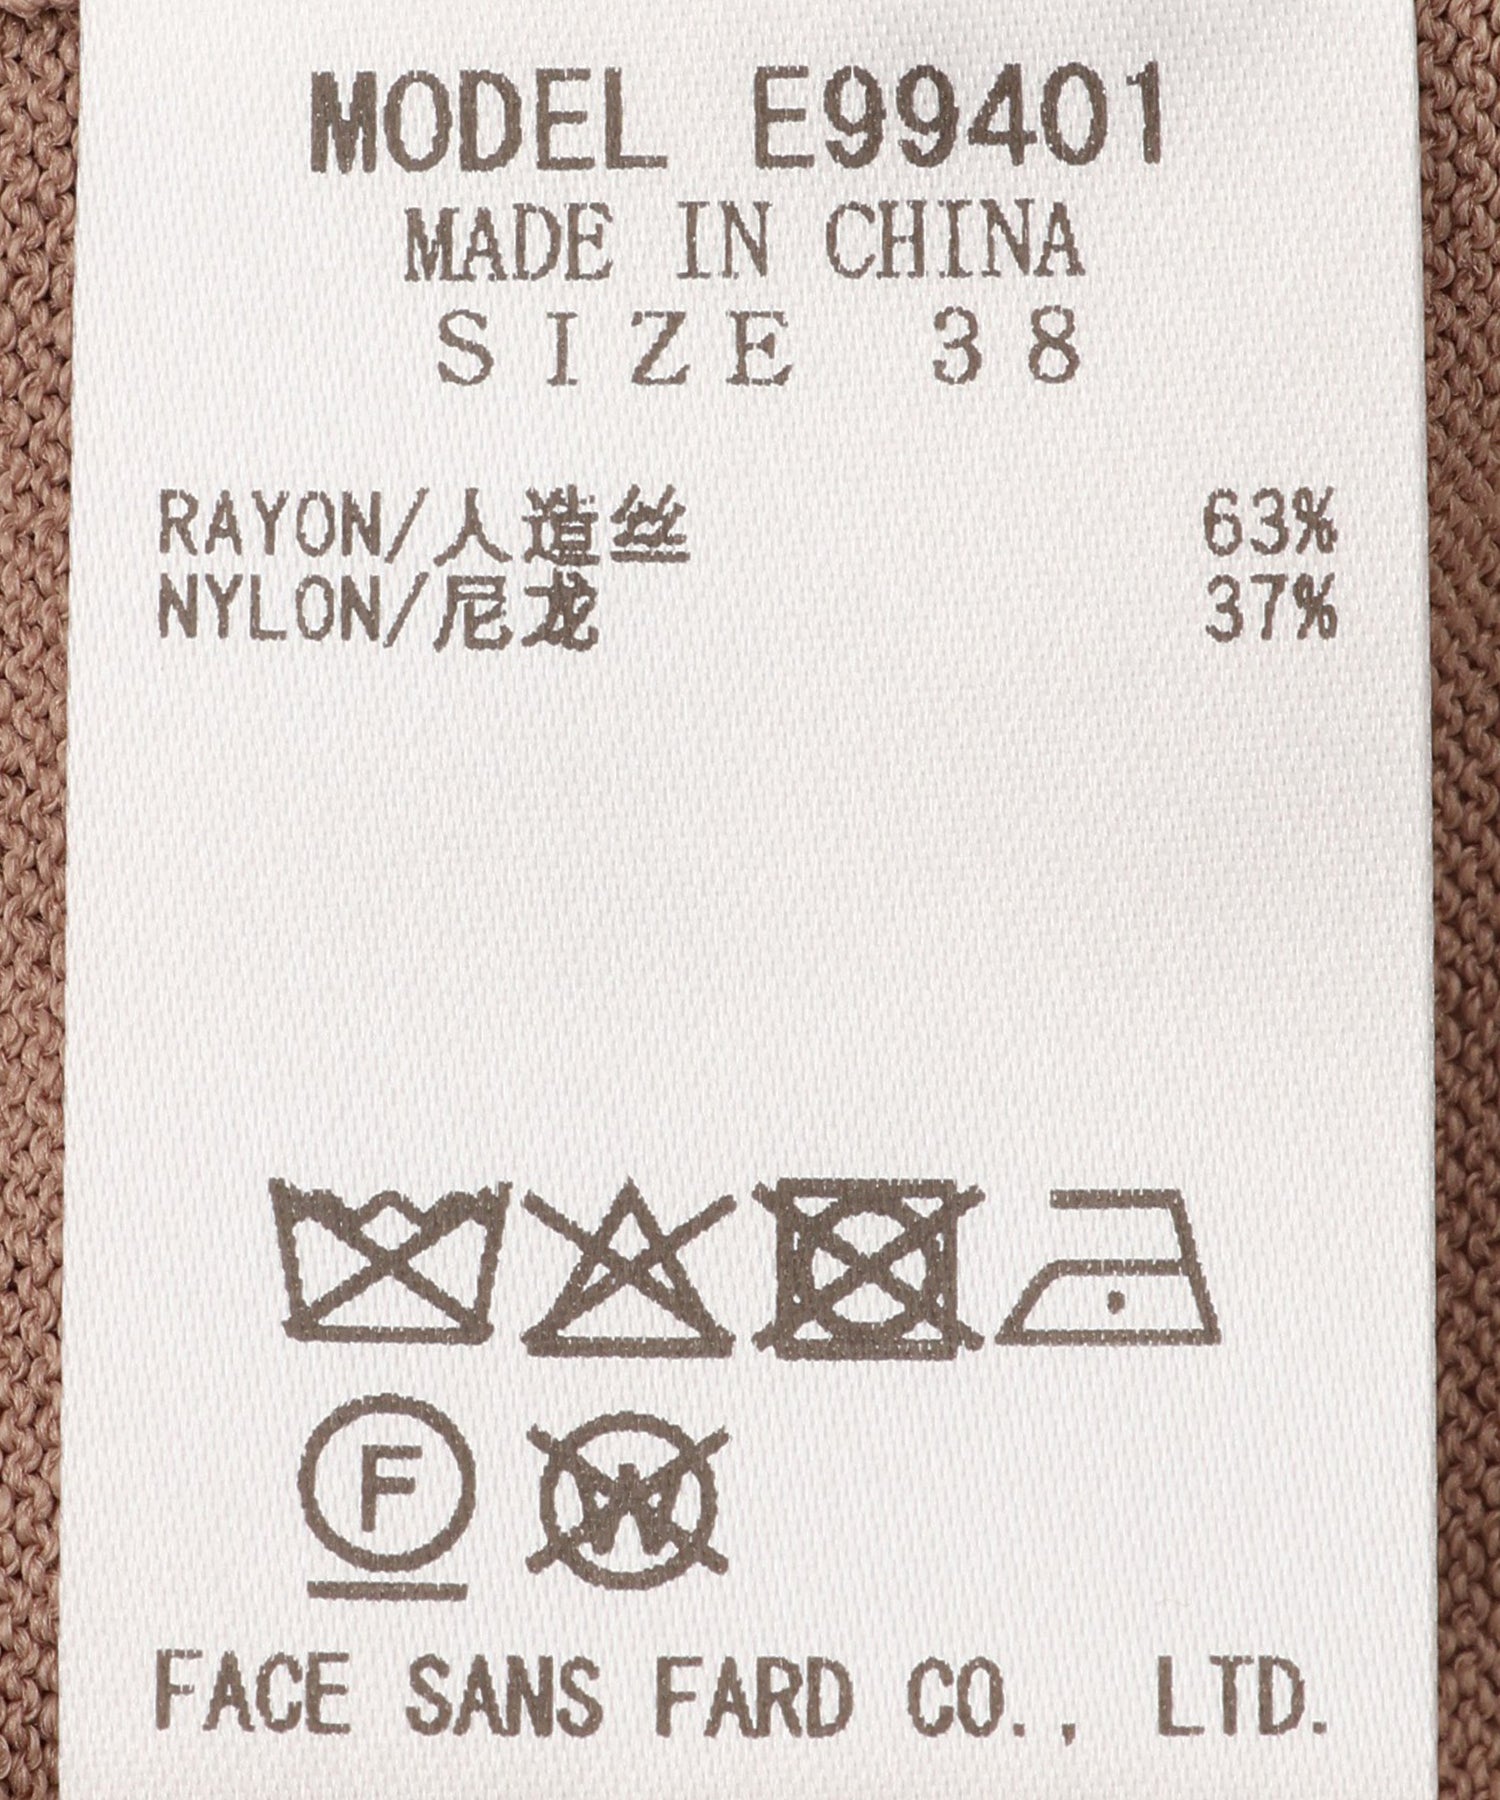 MODEL E99401
MADE IN CHINA
SIZE 38
RAYON/人造丝 63%
NYLON/尼龙 37%
F
W
FACE SANS FARD CO., LTD.